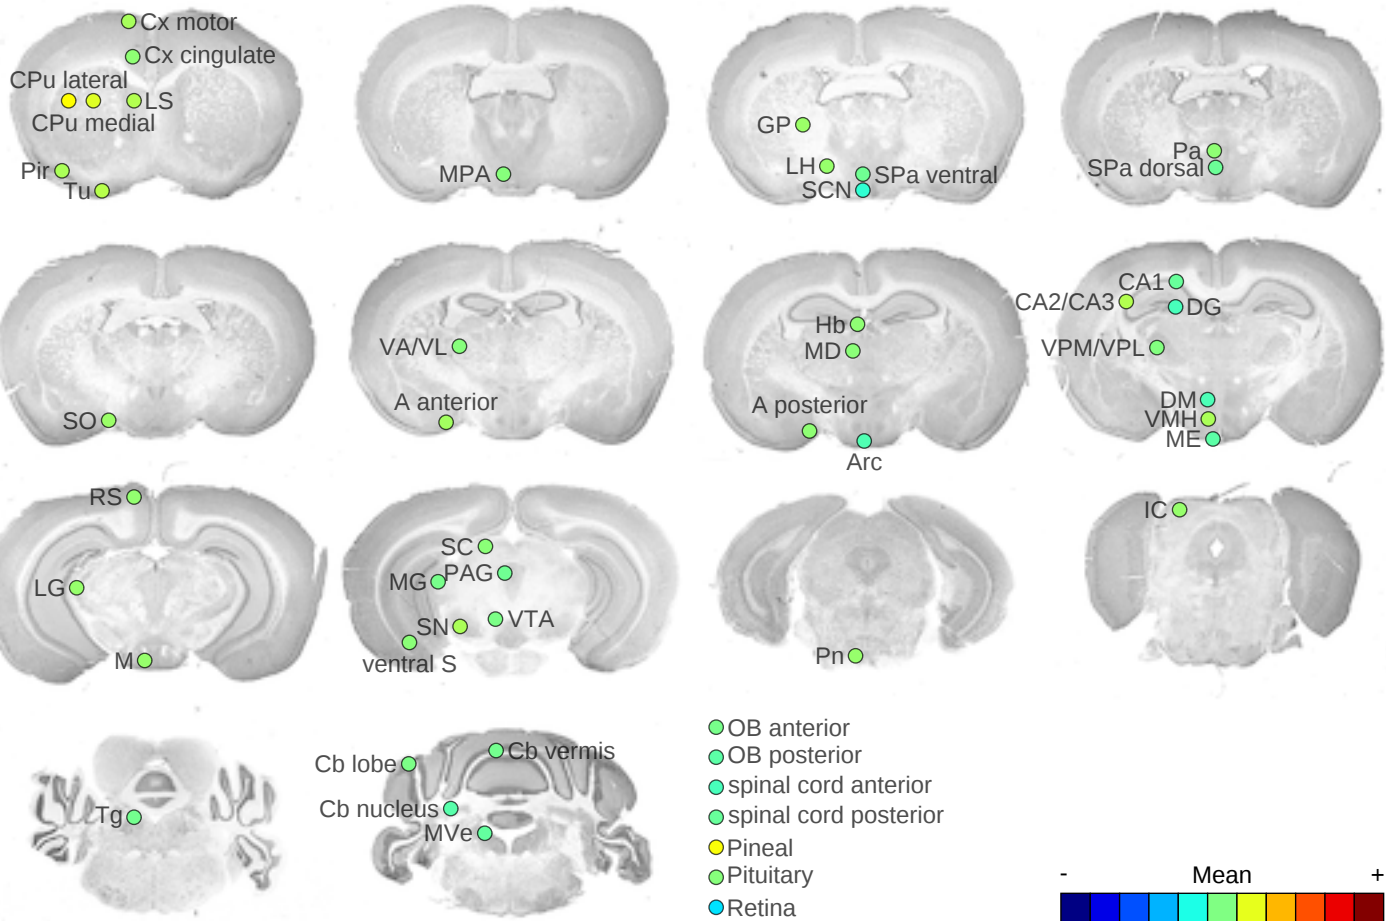 Cx motor
Cx cingulate
CPu lateral
LS
CPu medial
Pir
Tu
MPA
GP
LH
SPa ventral
SCN
Pa
SPa dorsal
SO
VA/VL
A anterior
Hb
MD
A posterior
Arc
CA1
CA2/CA3
DG
VPM/VPL
DM
VMH
ME
RS
LG
M
SC
MG
PAG
SN
VTA
ventral S
Pn
IC
Tg
Cb lobe
Cb vermis
Cb nucleus
MVe
OB anterior
OB posterior
spinal cord anterior
spinal cord posterior
Pineal
Pituitary
Retina
- Mean +